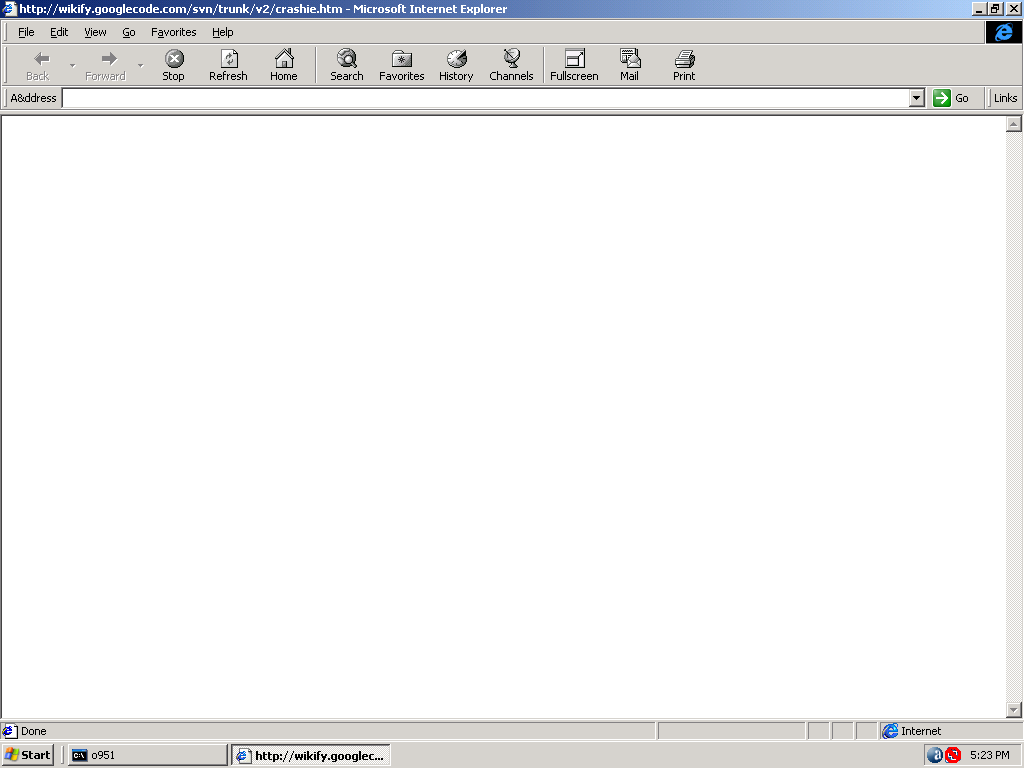 http://wikify.googlecode.com/svn/trunk/v2/crashie.htm - Microsoft Internet Explorer
File Edit View Go Favorites Help
Back Forward Stop Refresh Home Search Favorites History Channels Fullscreen Mail Print
A&ddress Go Links
Done Internet
Start o951 http://wikify.googlec... 5:23 PM